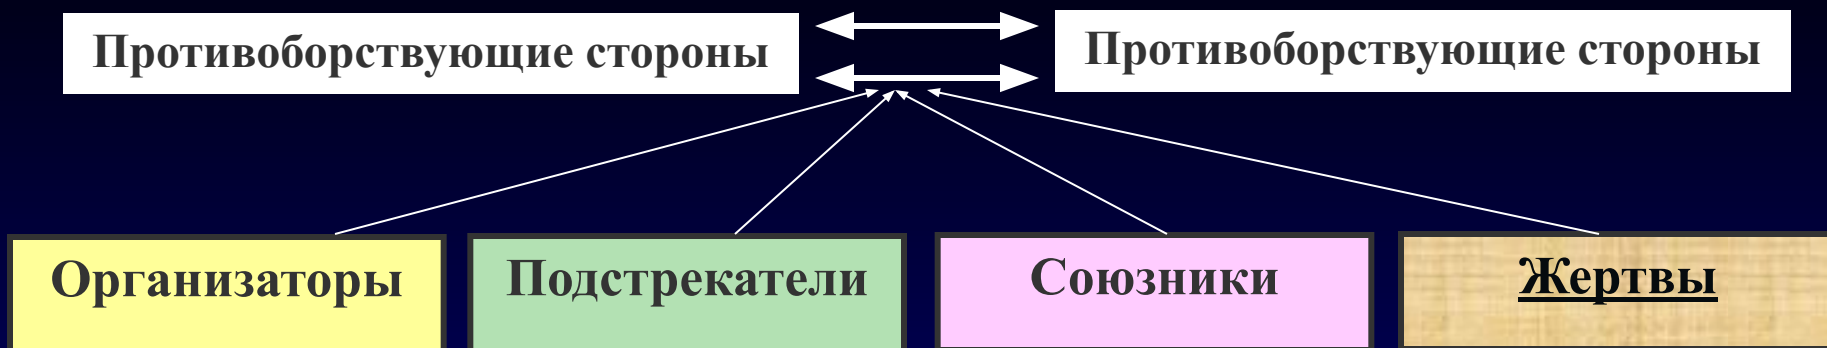 Противоборствующие стороны
Противоборствующие стороны
Организаторы
Подстрекатели
Союзники
Жертвы